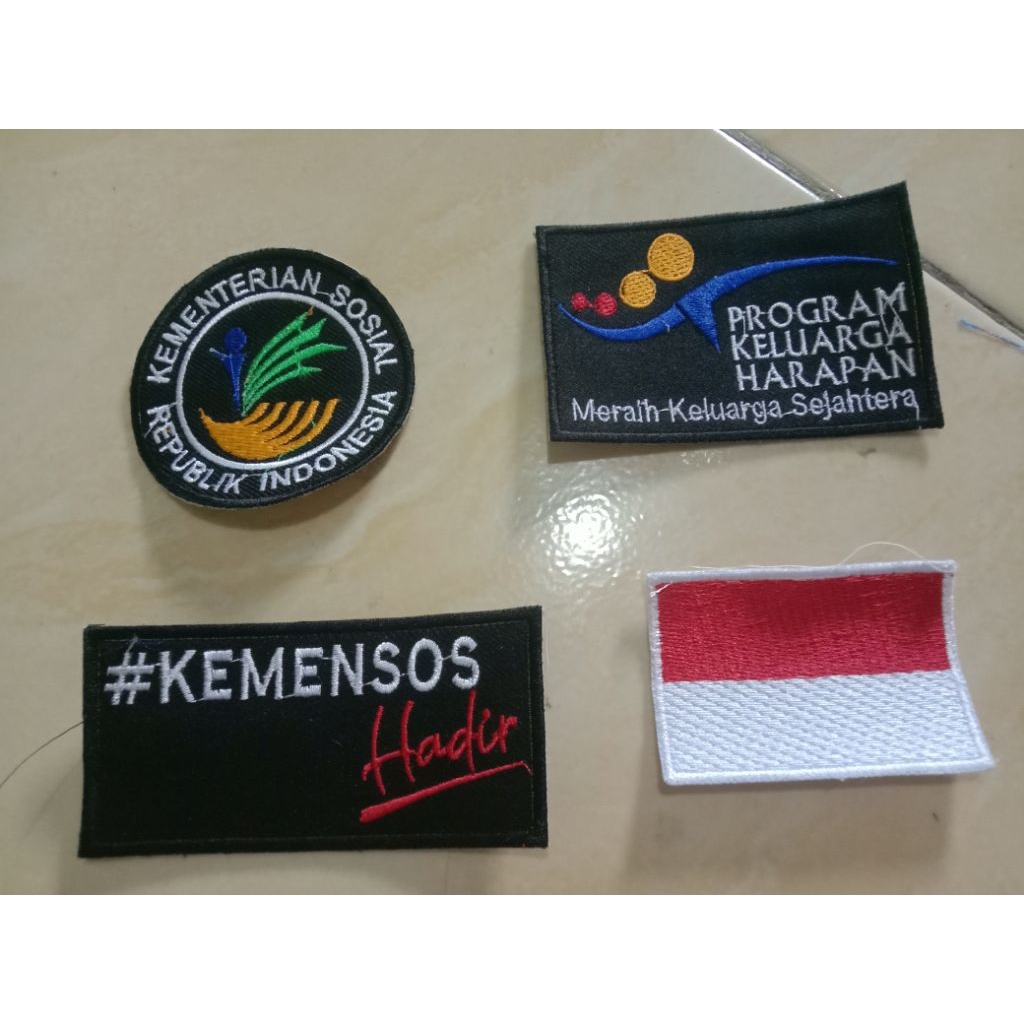 KEMENTERIAN SOSIAL
REPUBLIK INDONESIA
PROGRAM
KELUARGA
HARAPAN
Meraih Keluarga Sejahtera
#KEMENSOS
Hadir